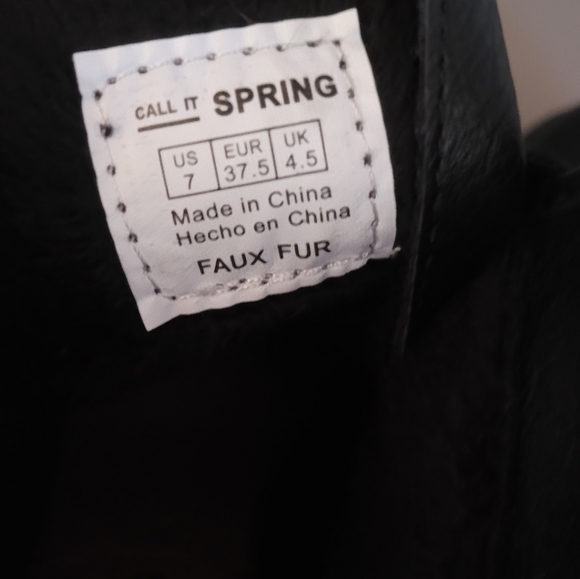 CALL IT SPRING
US EUR UK
7 37.5 4.5
Made in China
Hecho en China
FAUX FUR